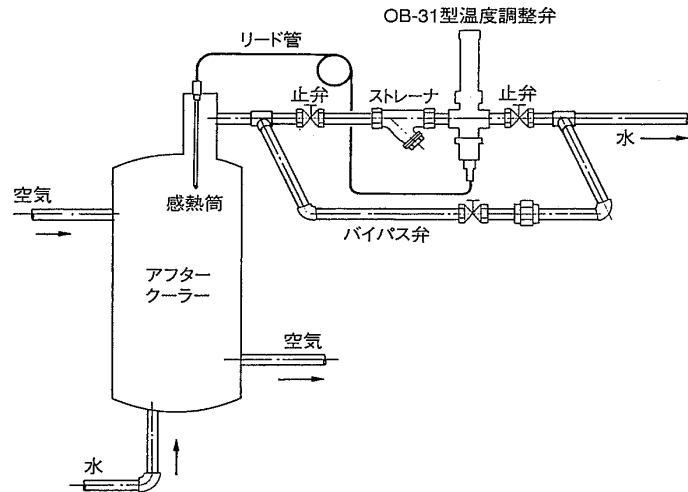 OB-31型温度調整弁
リード管
止弁
ストレーナ
止弁
水
空気
感熱筒
バイパス弁
アフター
クーラー
空気
水